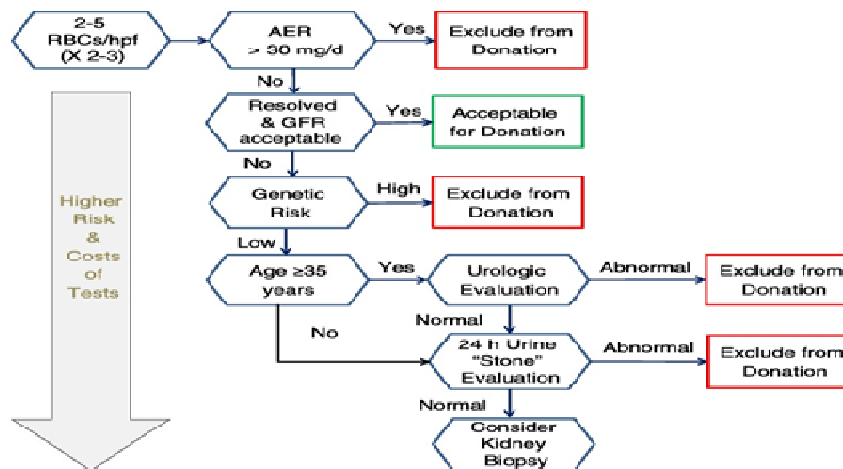 2-5
RBCs/hpf
(X 2-3)
AER
> 30 mg/d
Yes
Exclude from
Donation
No
Resolved
& GFR
acceptable
Yes
Acceptable
for Donation
No
Genetic
Risk
High
Exclude from
Donation
Low
Age ≥35
years
Yes
Urologic
Evaluation
Abnormal
Exclude from
Donation
No
Normal
24 h Urine
“Stone”
Evaluation
Abnormal
Exclude from
Donation
Normal
Consider
Kidney
Biopsy
Higher
Risk
&
Costs
of
Tests